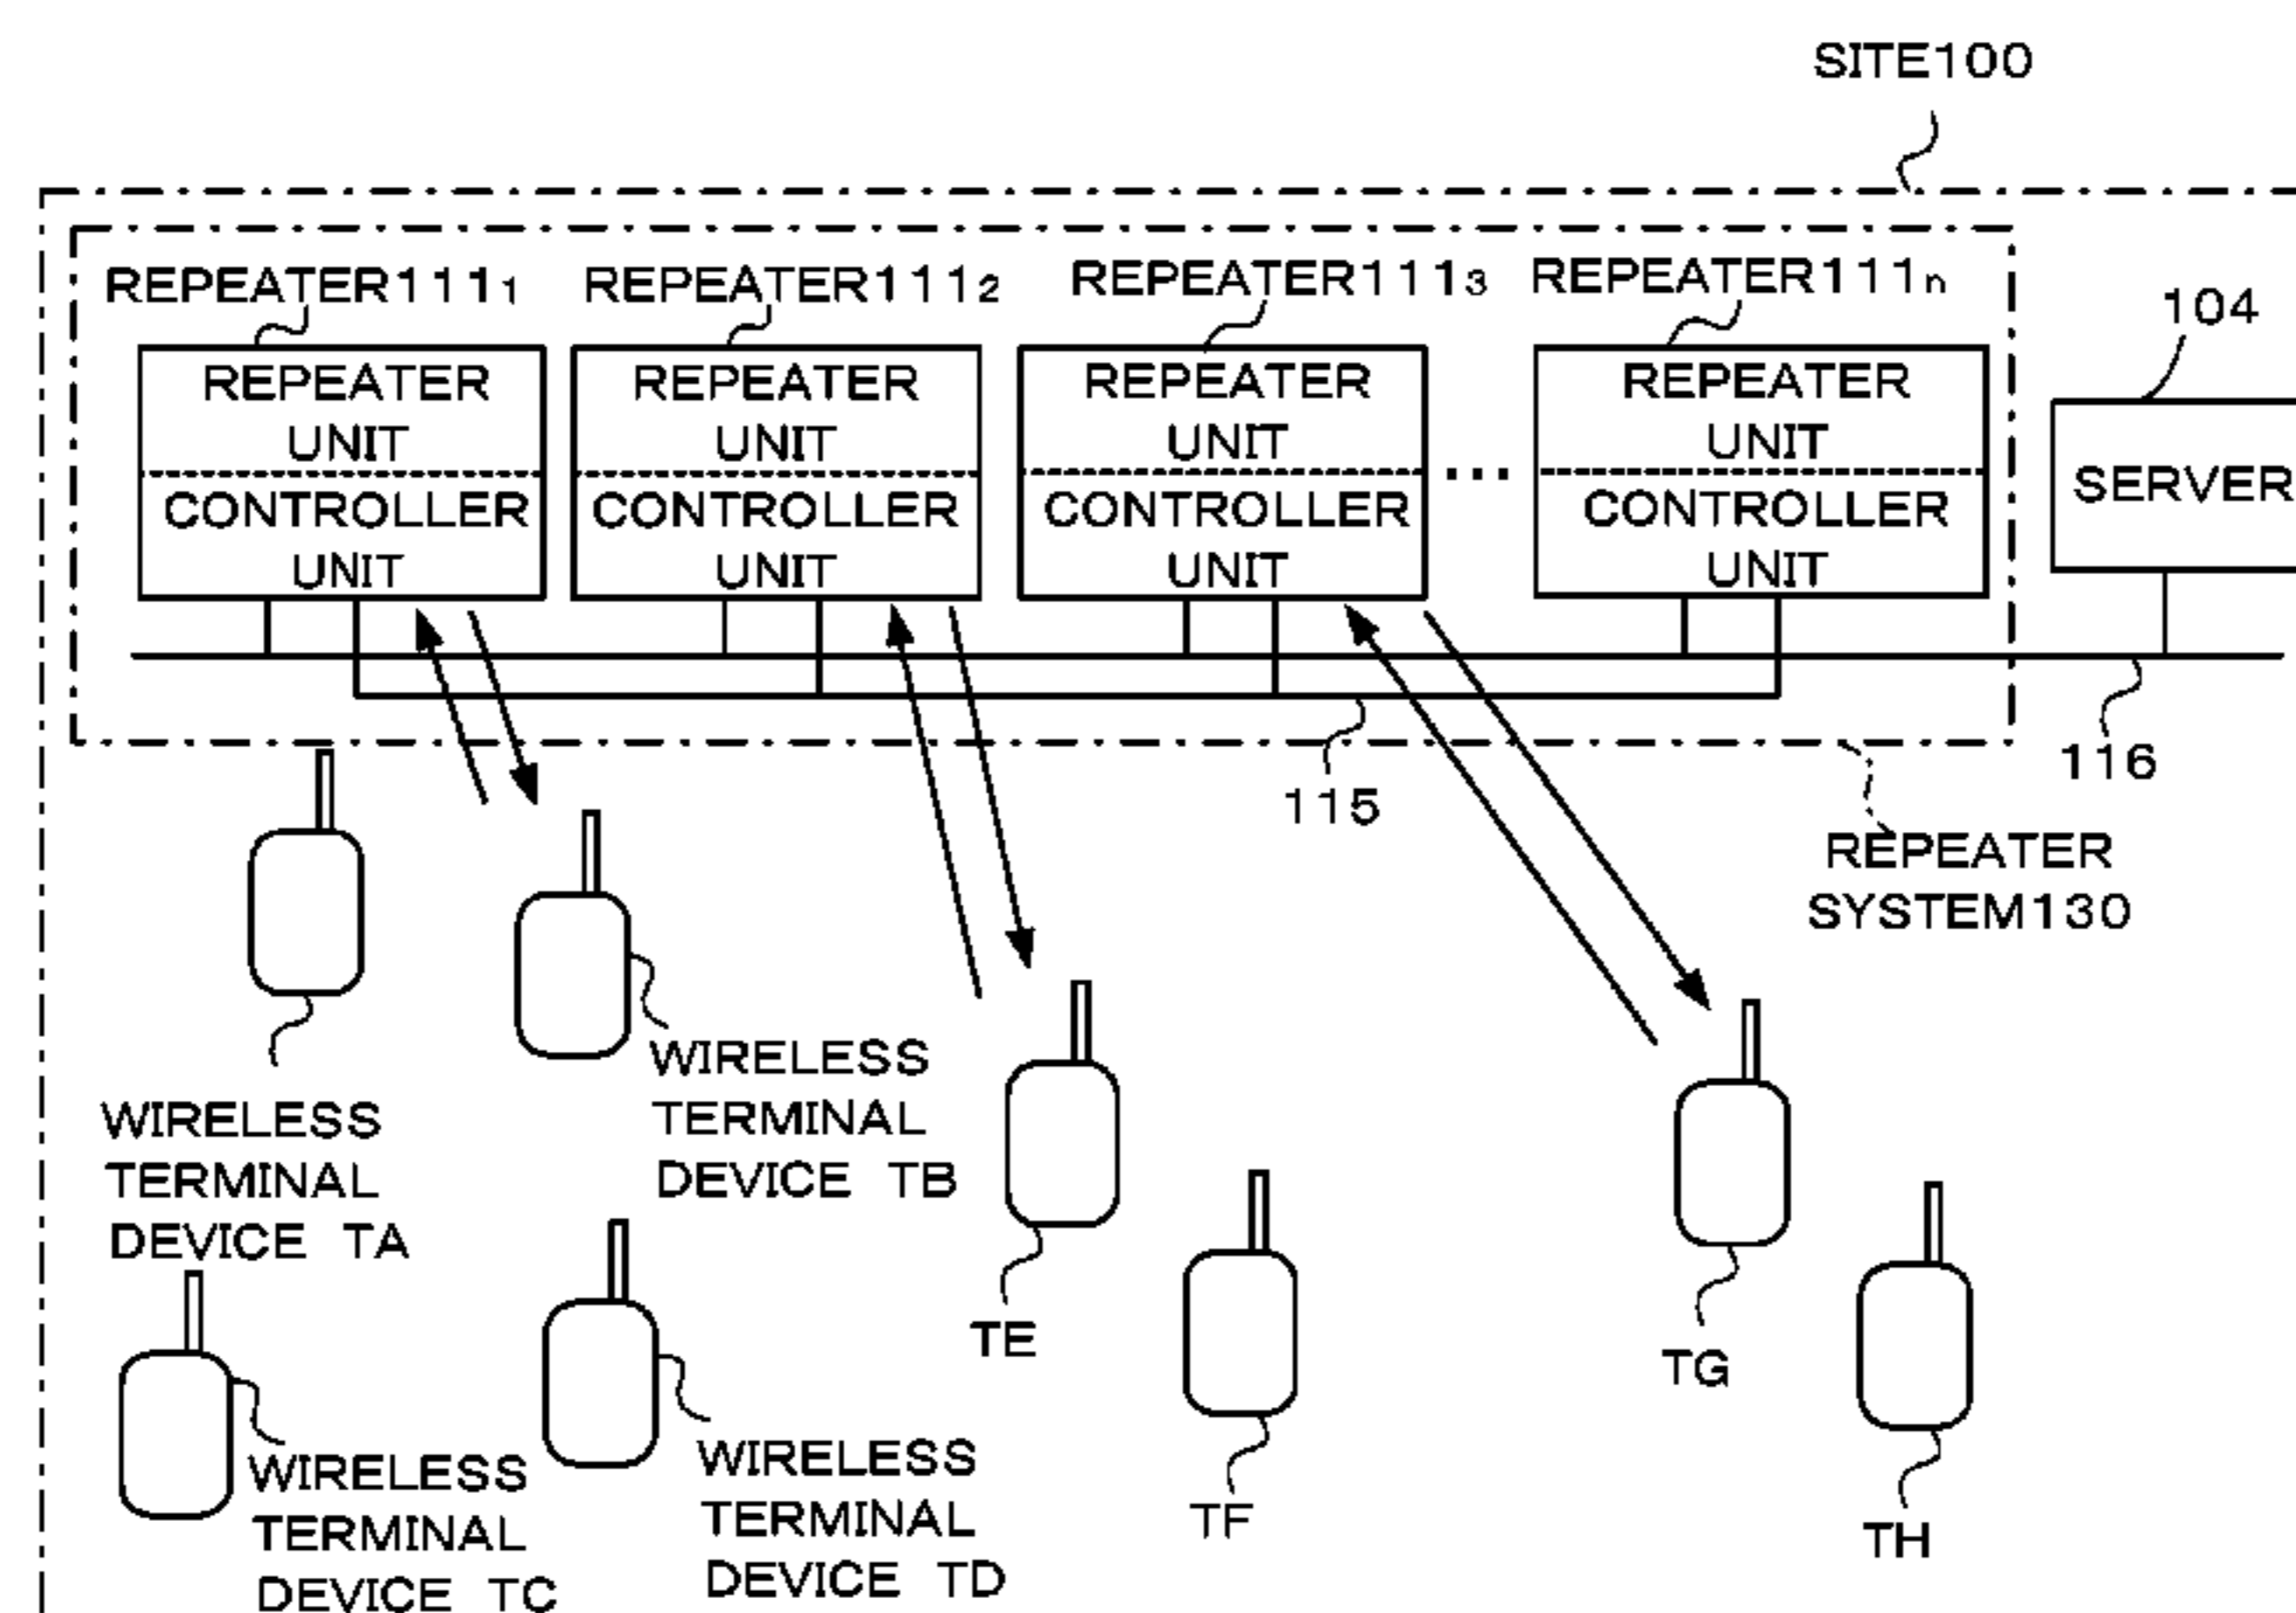 SITE100
REPEATER111₁
REPEATER111₂
REPEATER111₃
REPEATER111ₙ
104
REPEATER
UNIT
CONTROLLER
UNIT
REPEATER
UNIT
CONTROLLER
UNIT
REPEATER
UNIT
CONTROLLER
UNIT
...
REPEATER
UNIT
CONTROLLER
UNIT
SERVER
115
116
REPEATER
SYSTEM130
WIRELESS
TERMINAL
DEVICE TA
WIRELESS
TERMINAL
DEVICE TB
WIRELESS
TERMINAL
DEVICE TC
WIRELESS
TERMINAL
DEVICE TD
TE
TF
TG
TH